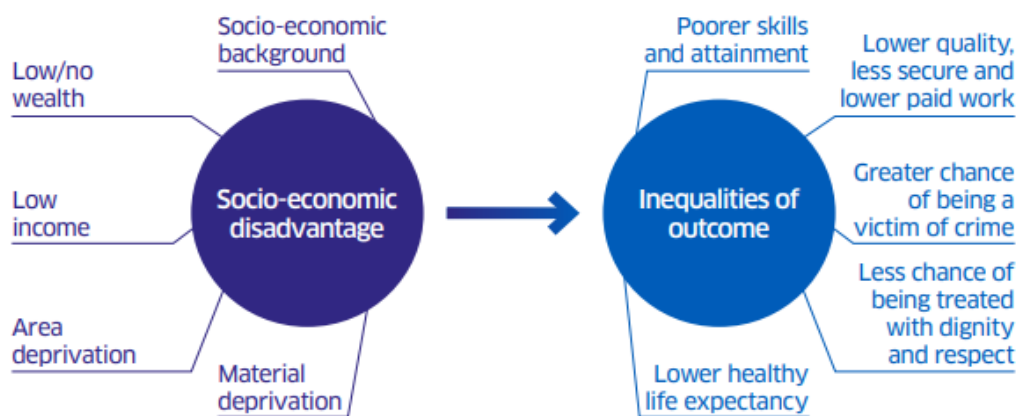 Socio-economic
background
Low/no
wealth
Low
income
Area
deprivation
Material
deprivation
Socio-economic
disadvantage
Inequalities of
outcome
Poorer skills
and attainment
Lower quality,
less secure and
lower paid work
Greater chance
of being a
victim of crime
Less chance of
being treated
with dignity
and respect
Lower healthy
life expectancy